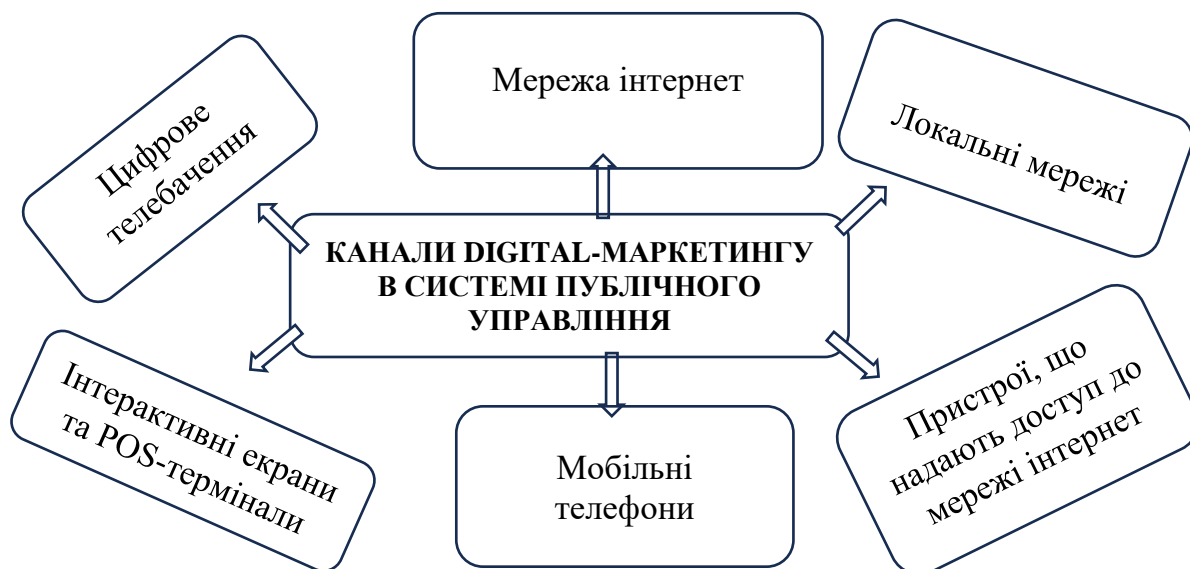 Мережа інтернет
Цифрове
телебачення
Локальні мережі
КАНАЛИ DIGITAL-МАРКЕТИНГУ
В СИСТЕМІ ПУБЛІЧНОГО
УПРАВЛІННЯ
Інтерактивні екрани
та POS-термінали
Мобільні
телефони
Пристрої, що
надають доступ до
мережі інтернет